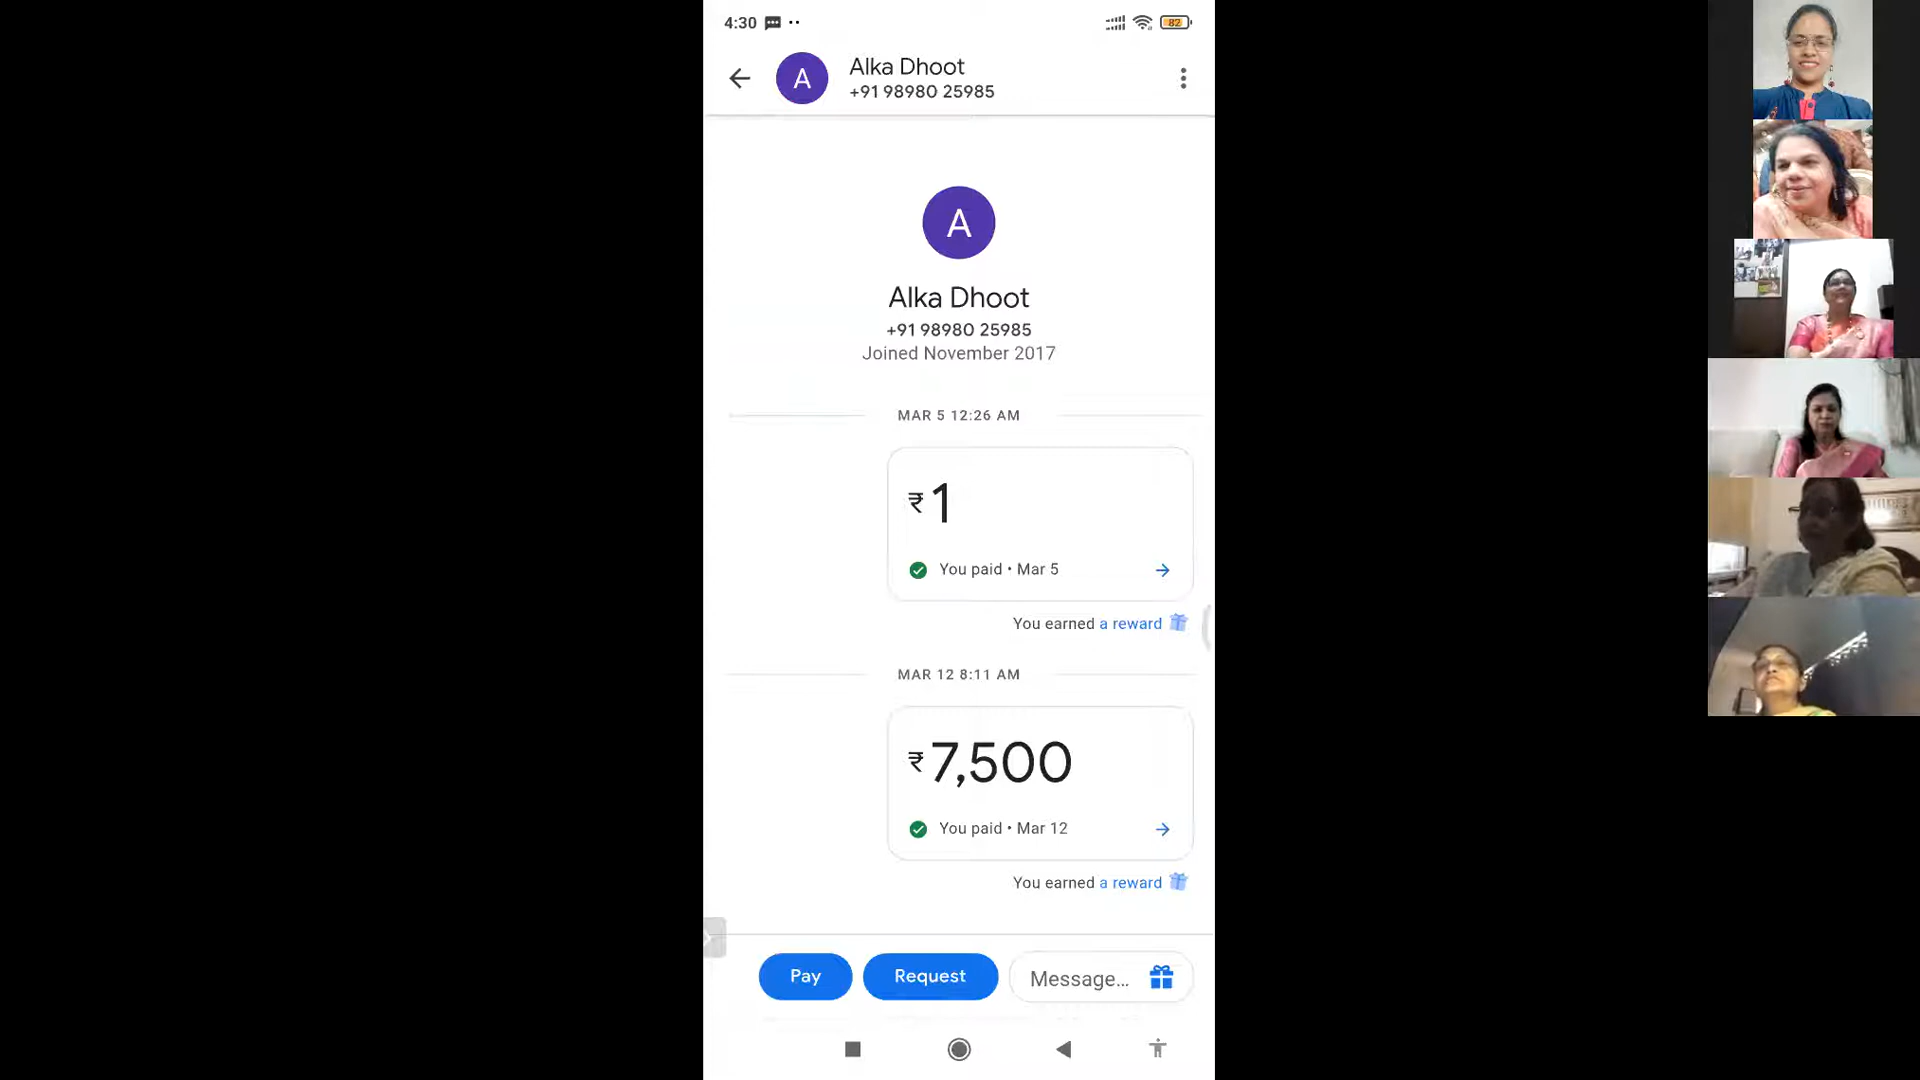 4:30
82
A
Alka Dhoot
+91 98980 25985
A
Alka Dhoot
+91 98980 25985
Joined November 2017
MAR 5 12:26 AM
₹1
You paid • Mar 5
You earned a reward
MAR 12 8:11 AM
₹7,500
You paid • Mar 12
You earned a reward
Pay
Request
Message...